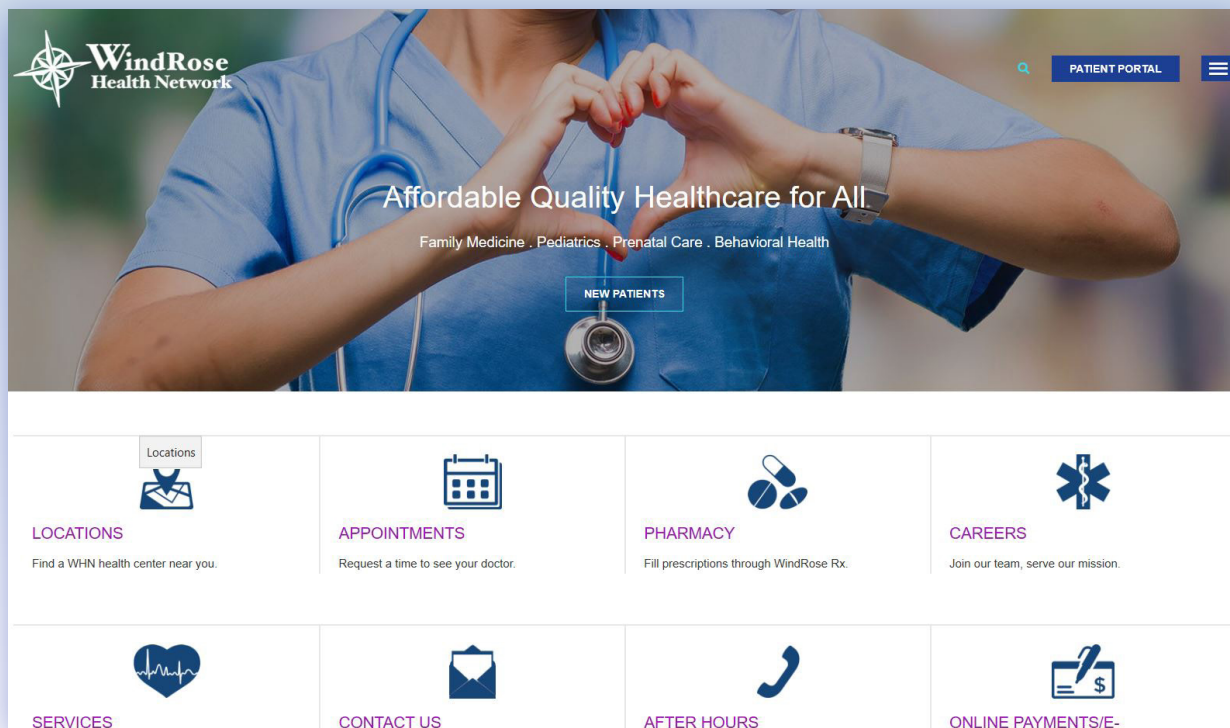 WindRose
Health Network
PATIENT PORTAL
Affordable Quality Healthcare for All
Family Medicine . Pediatrics . Prenatal Care . Behavioral Health
NEW PATIENTS
Locations
LOCATIONS
Find a WHN health center near you.
APPOINTMENTS
Request a time to see your doctor.
PHARMACY
Fill prescriptions through WindRose Rx.
CAREERS
Join our team, serve our mission.
SERVICES
CONTACT US
AFTER HOURS
$
ONLINE PAYMENTS/E-